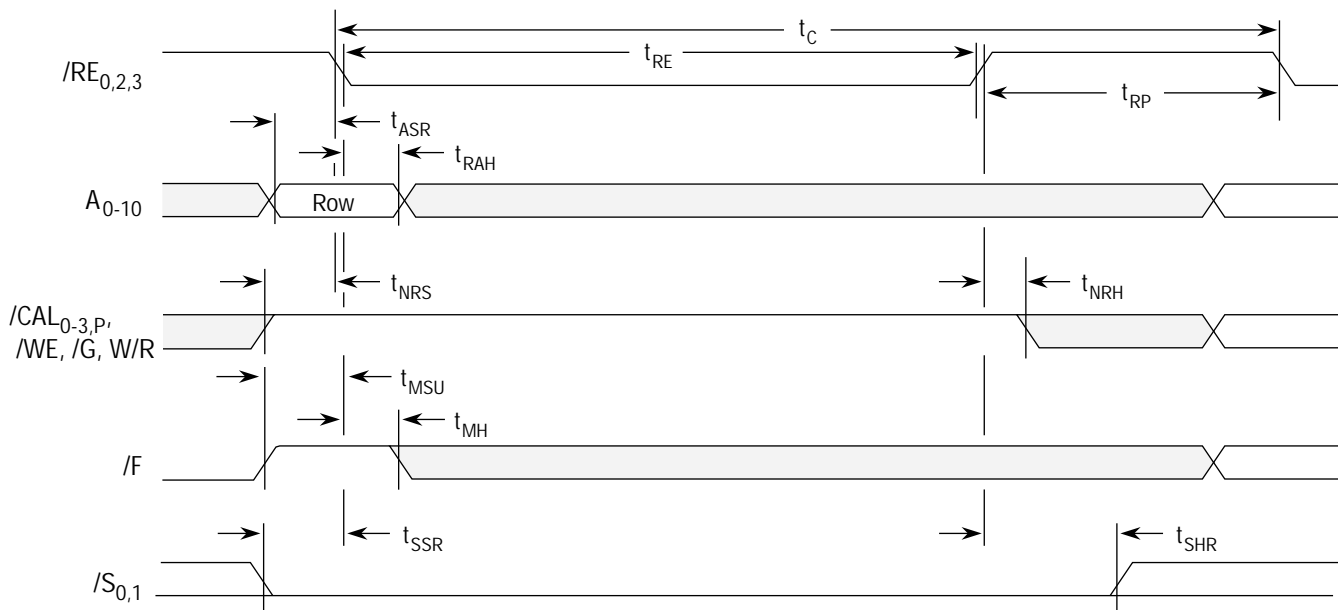 t_C
t_RE
/RE_0,2,3
t_RP
t_ASR
t_RAH
A_0-10
Row
t_NRS
t_NRH
/CAL_0-3,P,
/WE, /G, W/R
t_MSU
t_MH
/F
t_SSR
t_SHR
/S_0,1